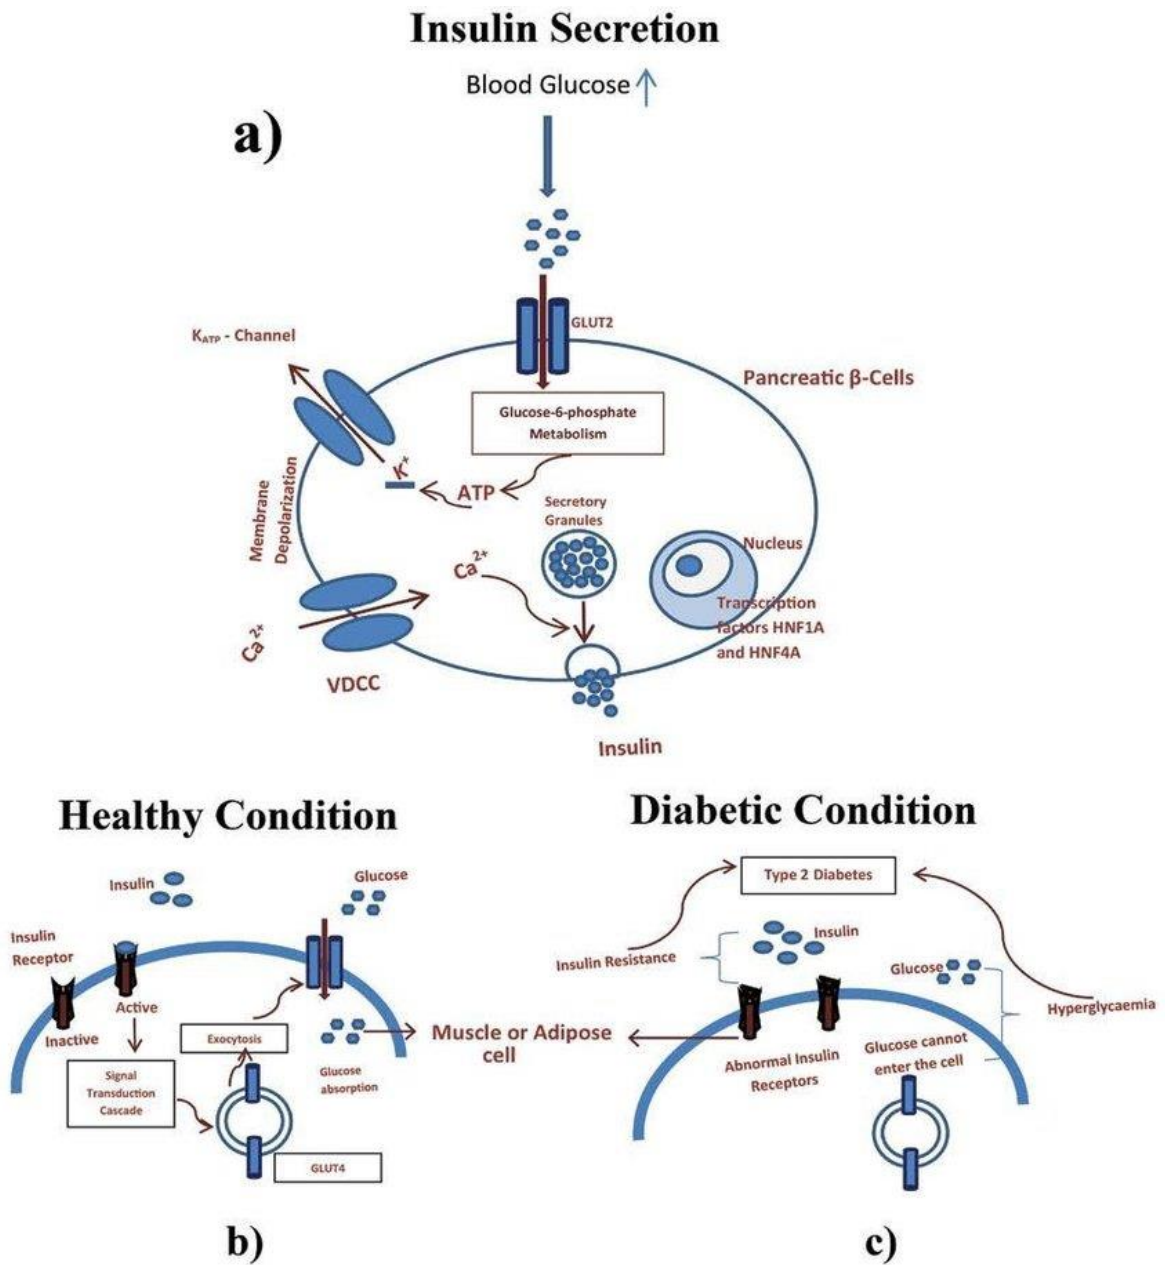 Insulin Secretion
Blood Glucose
a)
GLUT2
K_ATP - Channel
Pancreatic β-Cells
Glucose-6-phosphate
Metabolism
K⁺
ATP
Membrane
Depolarization
Secretory
Granules
Nucleus
Ca²⁺
Transcription
factors HNF1A
and HNF4A
Ca²⁺
VDCC
Insulin
Healthy Condition
Insulin
Glucose
Insulin
Receptor
Active
Inactive
Exocytosis
Signal
Transduction
Cascade
Glucose
absorption
GLUT4
b)
Muscle or Adipose
cell
Diabetic Condition
Type 2 Diabetes
Insulin
Insulin Resistance
Glucose
Hyperglycaemia
Glucose cannot
enter the cell
Abnormal Insulin
Receptors
c)